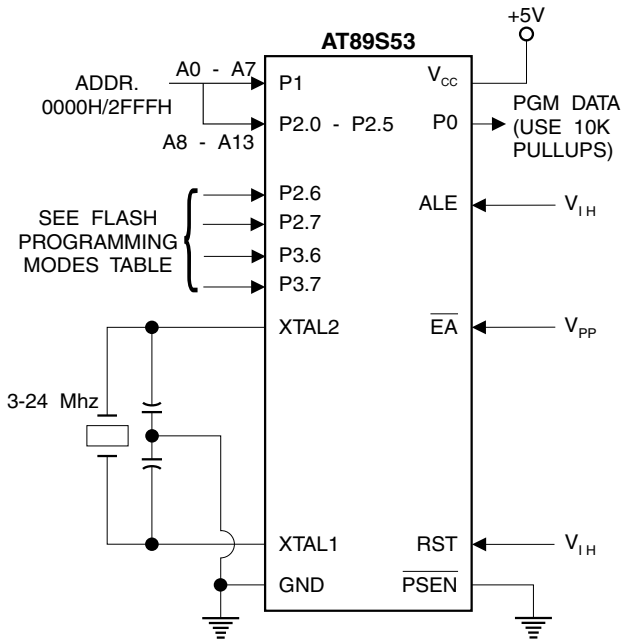 +5V
AT89S53
A0 - A7
ADDR.
0000H/2FFFH
P1
VCC
PGM DATA
(USE 10K
PULLUPS)
P2.0 - P2.5
P0
A8 - A13
P2.6
SEE FLASH
PROGRAMMING
MODES TABLE
P2.7
P3.6
P3.7
ALE
VIH
XTAL2
EA
VPP
3-24 Mhz
XTAL1
RST
VIH
GND
PSEN